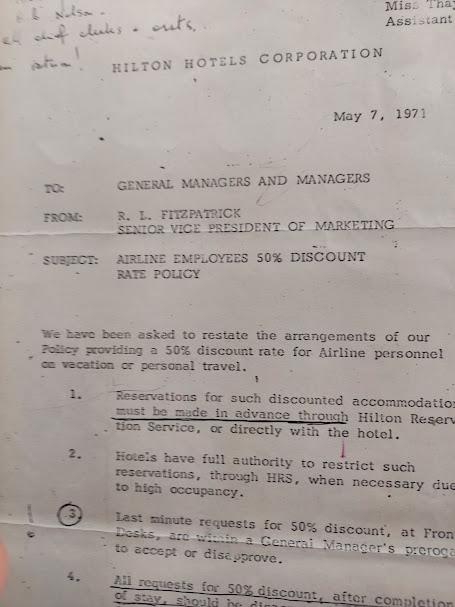 Nelson.
Miss Thay
Assistant
return!
HILTON HOTELS CORPORATION
May 7, 1971
TO: GENERAL MANAGERS AND MANAGERS
FROM: R. L. FITZPATRICK
SENIOR VICE PRESIDENT OF MARKETING
SUBJECT: AIRLINE EMPLOYEES 50% DISCOUNT
RATE POLICY
We have been asked to restate the arrangements of our
Policy providing a 50% discount rate for Airline personnel
on vacation or personal travel.
1. Reservations for such discounted accommodatio
must be made in advance through Hilton Reserv
tion Service, or directly with the hotel.
2. Hotels have full authority to restrict such
reservations, through HRS, when necessary due
to high occupancy.
3. Last minute requests for 50% discount, at Fron
Desks, are within a General Manager's preroga
to accept or disapprove.
4. All requests for 50% discount, after completion
of stay, should be